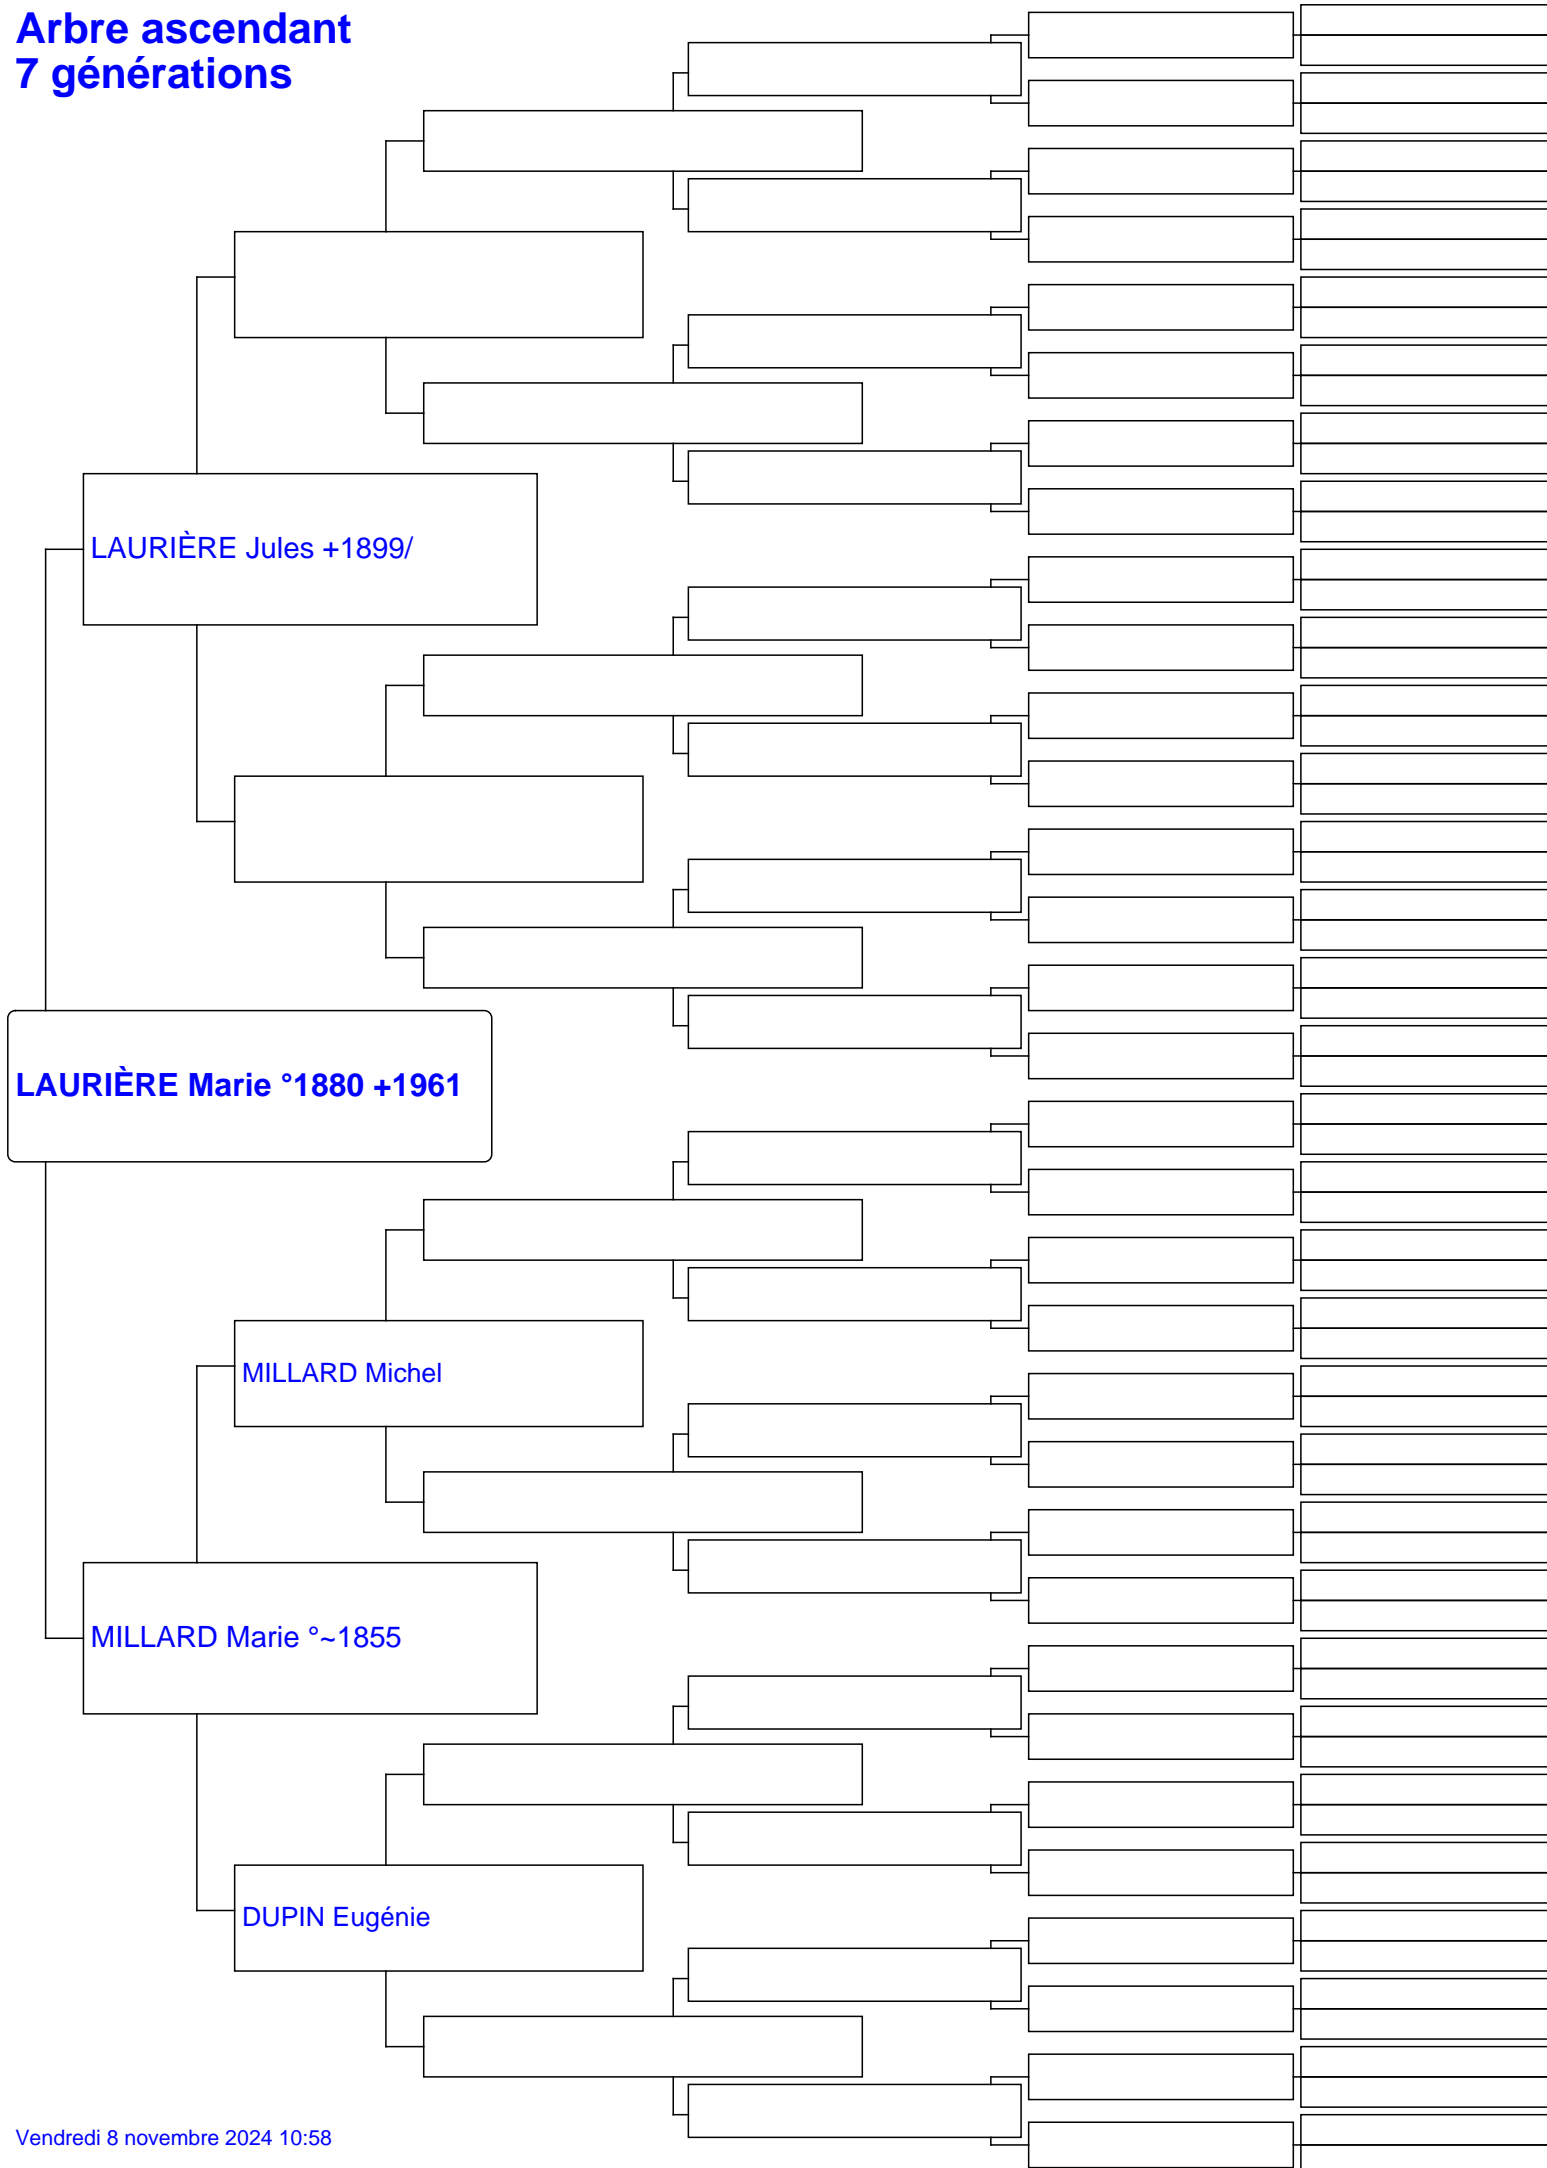 Arbre ascendant
7 générations
LAURIÈRE Jules +1899/
LAURIÈRE Marie °1880 +1961
MILLARD Michel
MILLARD Marie °~1855
DUPIN Eugénie
Vendredi 8 novembre 2024 10:58